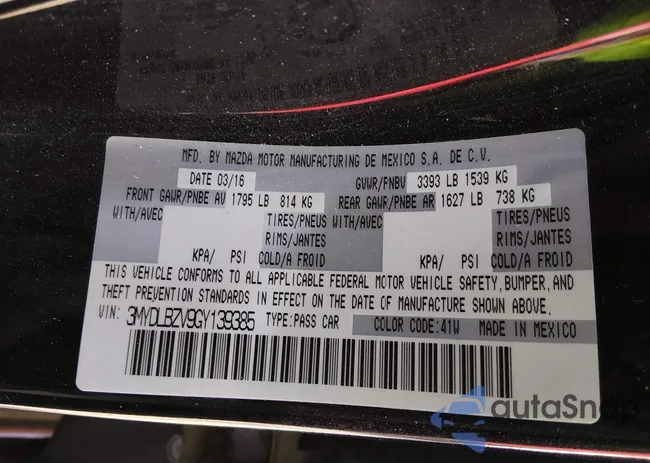 MFD. BY MAZDA MOTOR MANUFACTURING DE MEXICO S.A. DE C.V.
DATE 03/16 GVWR/PNBV 3393 LB 1539 KG
FRONT GAWR/PNBE AV 1795 LB 814 KG REAR GAWR/PNBE AR 1627 LB 738 KG
WITH/AVEC TIRES/PNEUS WITH/AVEC TIRES/PNEUS
RIMS/JANTES RIMS/JANTES
KPA/ PSI COLD/A FROID KPA/ PSI COLD/A FROID
THIS VEHICLE CONFORMS TO ALL APPLICABLE FEDERAL MOTOR VEHICLE SAFETY, BUMPER, AND
THEFT PREVENTION STANDARDS IN EFFECT ON THE DATE OF MANUFACTURE SHOWN ABOVE.
VIN: 3MYDLBZV9GY139385 TYPE:PASS CAR COLOR CODE:41W MADE IN MEXICO
autaSnap